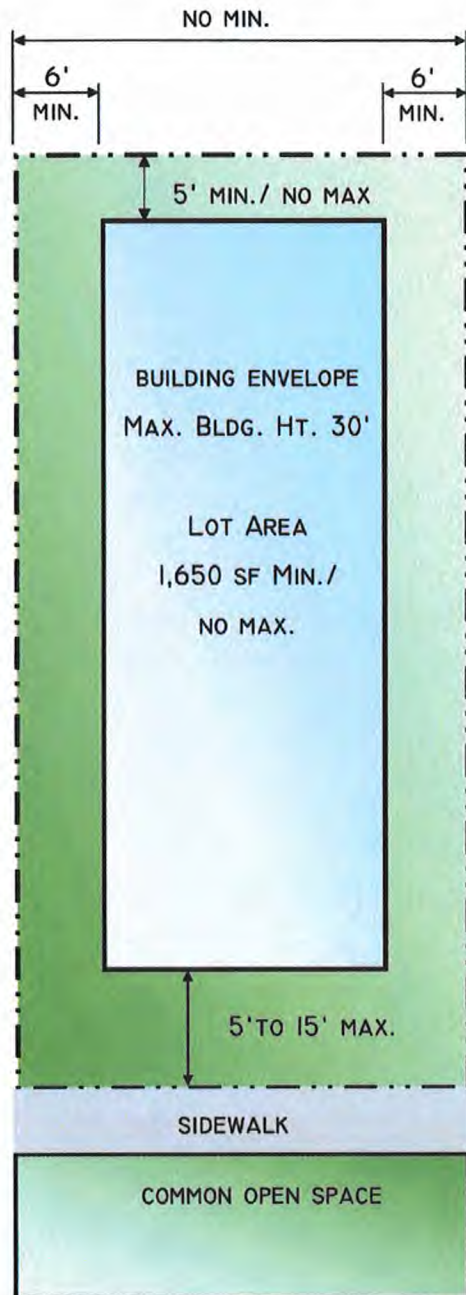 NO MIN.
6'
MIN.
6'
MIN.
5' MIN./ NO MAX
BUILDING ENVELOPE
MAX. BLDG. HT. 30'
LOT AREA
1,650 SF MIN./
NO MAX.
5'TO 15' MAX.
SIDEWALK
COMMON OPEN SPACE